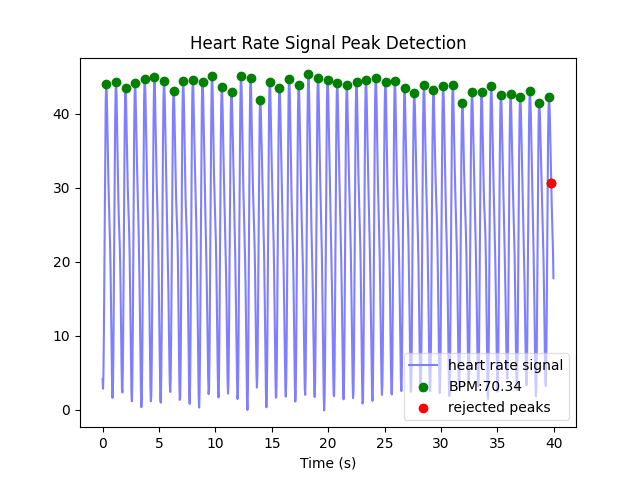 Heart Rate Signal Peak Detection
40
30
20
10
0
heart rate signal
BPM:70.34
rejected peaks
0 5 10 15 20 25 30 35 40
Time (s)